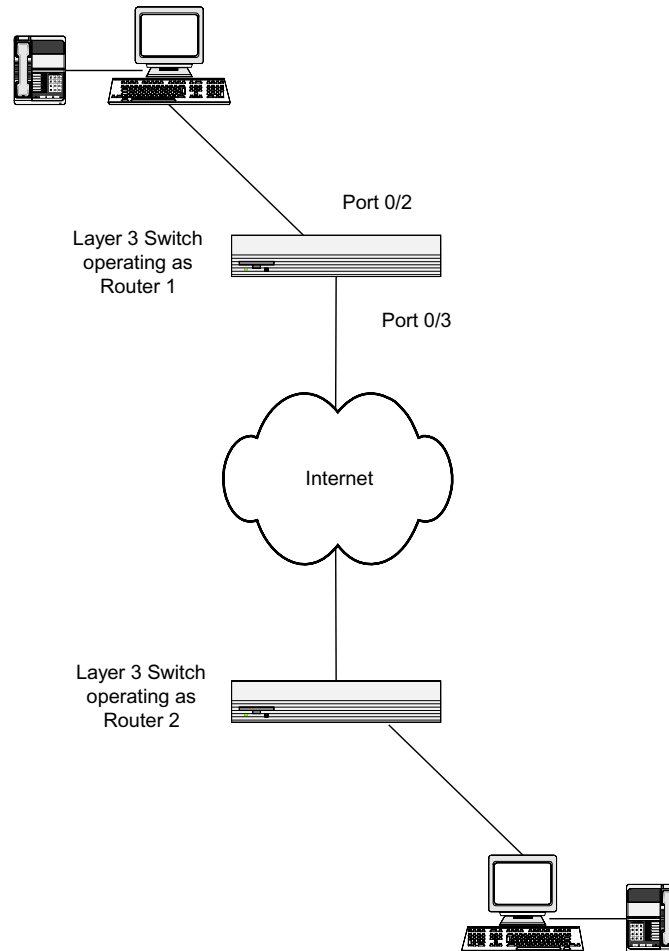 Port 0/2
Layer 3 Switch
operating as
Router 1
Port 0/3
Internet
Layer 3 Switch
operating as
Router 2